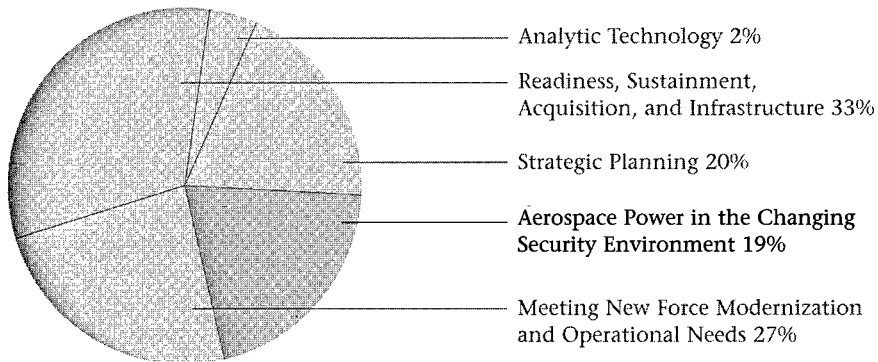 Analytic Technology 2%
Readiness, Sustainment,
Acquisition, and Infrastructure 33%
Strategic Planning 20%
Aerospace Power in the Changing
Security Environment 19%
Meeting New Force Modernization
and Operational Needs 27%